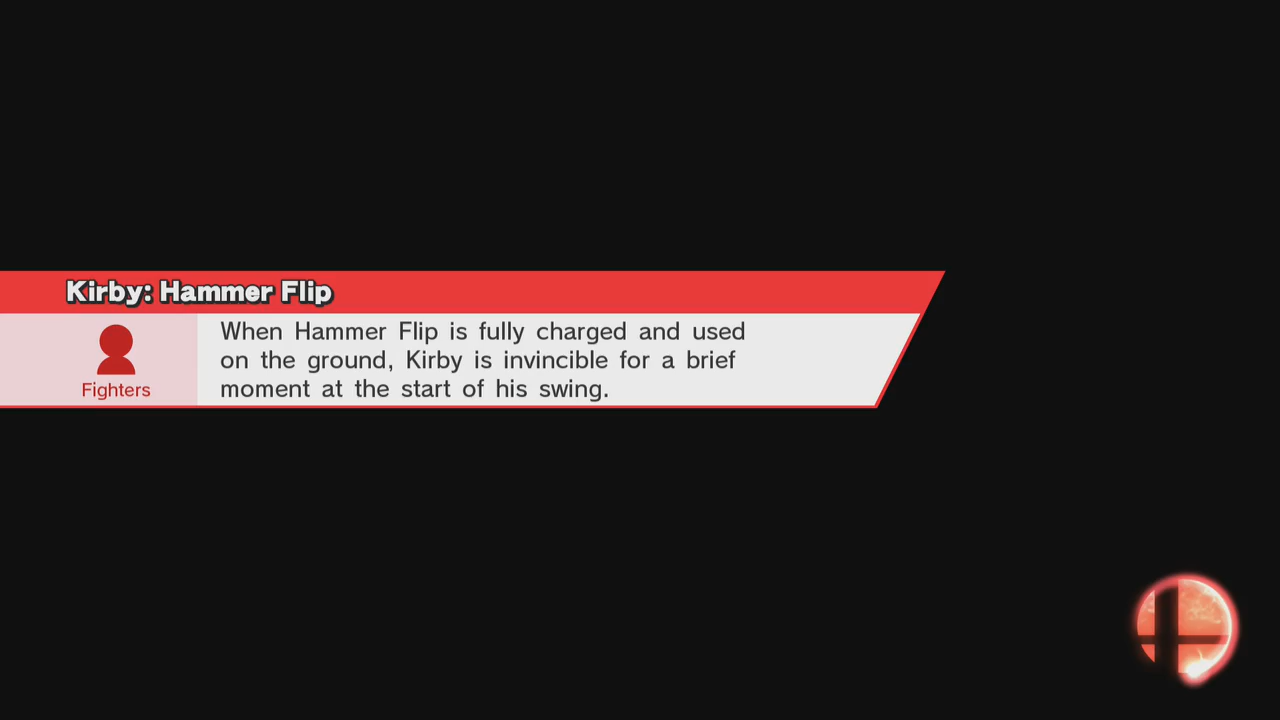 Kirby: Hammer Flip
Fighters
When Hammer Flip is fully charged and used
on the ground, Kirby is invincible for a brief
moment at the start of his swing.